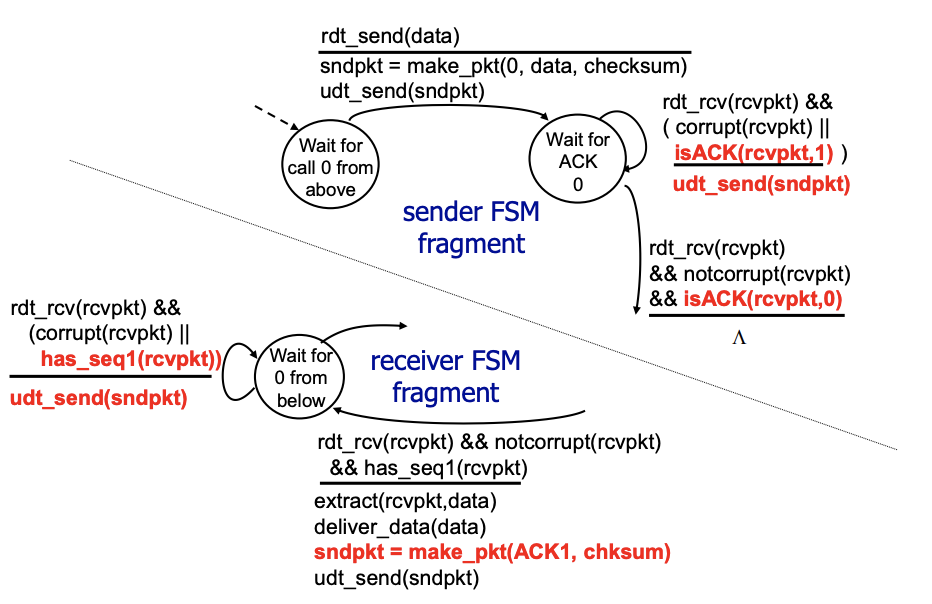 rdt_send(data)
sndpkt = make_pkt(0, data, checksum)
udt_send(sndpkt)
Wait for
call 0 from
above
Wait for
ACK
0
rdt_rcv(rcvpkt) &&
( corrupt(rcvpkt) ||
isACK(rcvpkt,1) )
udt_send(sndpkt)
sender FSM
fragment
rdt_rcv(rcvpkt)
&& notcorrupt(rcvpkt)
&& isACK(rcvpkt,0)
Λ
rdt_rcv(rcvpkt) &&
(corrupt(rcvpkt) ||
has_seq1(rcvpkt))
udt_send(sndpkt)
Wait for
0 from
below
receiver FSM
fragment
rdt_rcv(rcvpkt) && notcorrupt(rcvpkt)
&& has_seq1(rcvpkt)
extract(rcvpkt,data)
deliver_data(data)
sndpkt = make_pkt(ACK1, chksum)
udt_send(sndpkt)